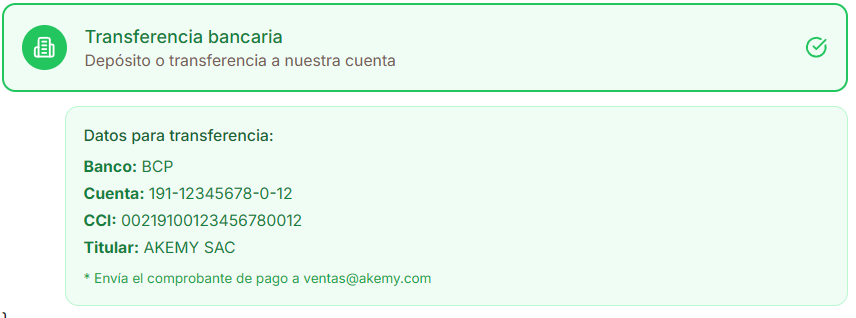 Transferencia bancaria
Depósito o transferencia a nuestra cuenta
Datos para transferencia:
Banco: BCP
Cuenta: 191-12345678-0-12
CCI: 00219100123456780012
Titular: AKEMY SAC
* Envía el comprobante de pago a ventas@akemy.com
}